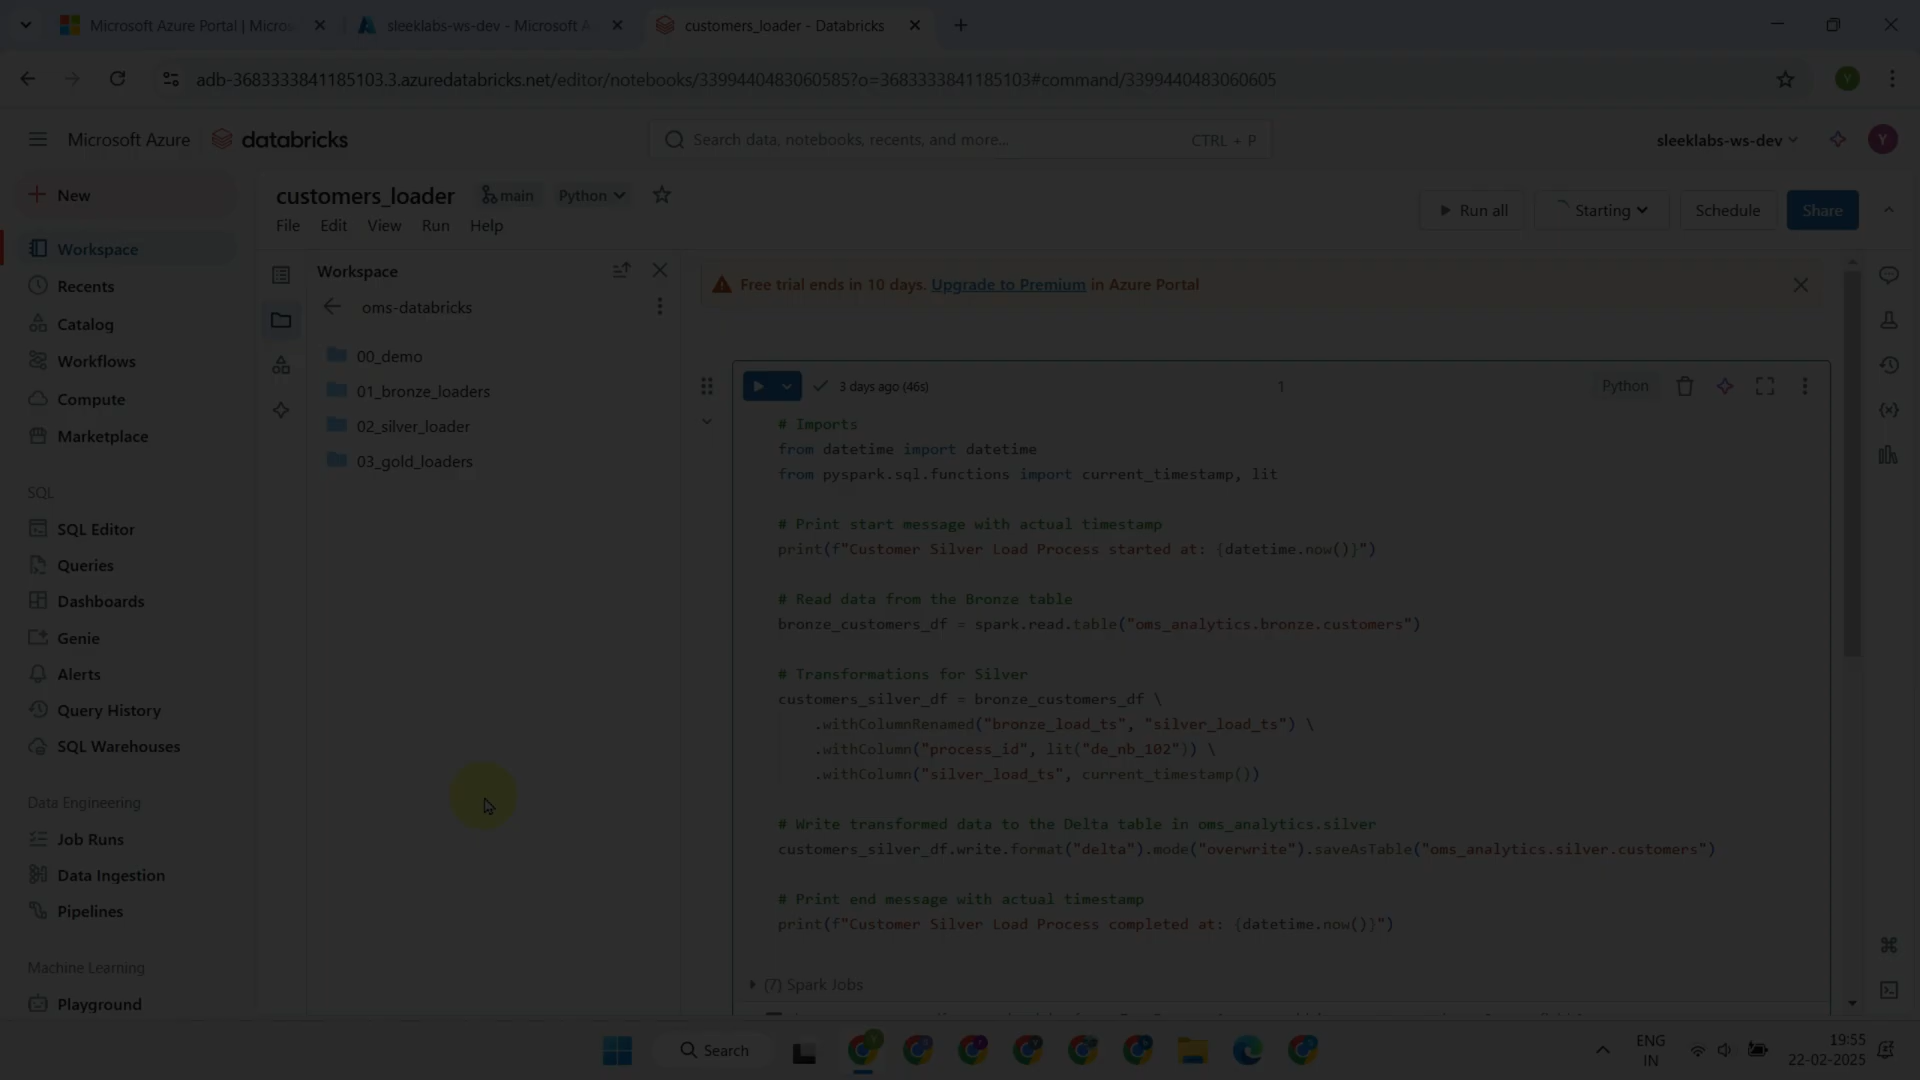 Microsoft Azure Portal | Micros
sleeklabs-ws-dev - Microsoft A
customers_loader - Databricks
adb-3683333841185103.3.azuredatabricks.net/editor/notebooks/339944048306058​5?o=3683333841185103#command/3399440483060605
Microsoft Azure
databricks
Search data, notebooks, recents, and more...
CTRL + P
sleeklabs-ws-dev
Y
New
customers_loader
main
Python
Run all
Starting
Schedule
Share
File
Edit
View
Run
Help
Workspace
Recents
Catalog
Workflows
Compute
Marketplace
SQL
SQL Editor
Queries
Dashboards
Genie
Alerts
Query History
SQL Warehouses
Data Engineering
Job Runs
Data Ingestion
Pipelines
Machine Learning
Playground
Workspace
oms-databricks
00_demo
01_bronze_loaders
02_silver_loader
03_gold_loaders
Free trial ends in 10 days. Upgrade to Premium in Azure Portal
3 days ago (46s)
1
Python
# Imports
from datetime import datetime
from pyspark.sql.functions import current_timestamp, lit
# Print start message with actual timestamp
print(f"Customer Silver Load Process started at: {datetime.now()}")
# Read data from the Bronze table
bronze_customers_df = spark.read.table("oms_analytics.bronze.customers")
# Transformations for Silver
customers_silver_df = bronze_customers_df \
.withColumnRenamed("bronze_load_ts", "silver_load_ts") \
.withColumn("process_id", lit("de_nb_102")) \
.withColumn("silver_load_ts", current_timestamp())
# Write transformed data to the Delta table in oms_analytics.silver
customers_silver_df.write.format("delta").mode("overwrite").saveAsTable("oms_analytics.silver.customers")
# Print end message with actual timestamp
print(f"Customer Silver Load Process completed at: {datetime.now()}")
(7) Spark Jobs
Search
ENG
IN
19:55
22-02-2025